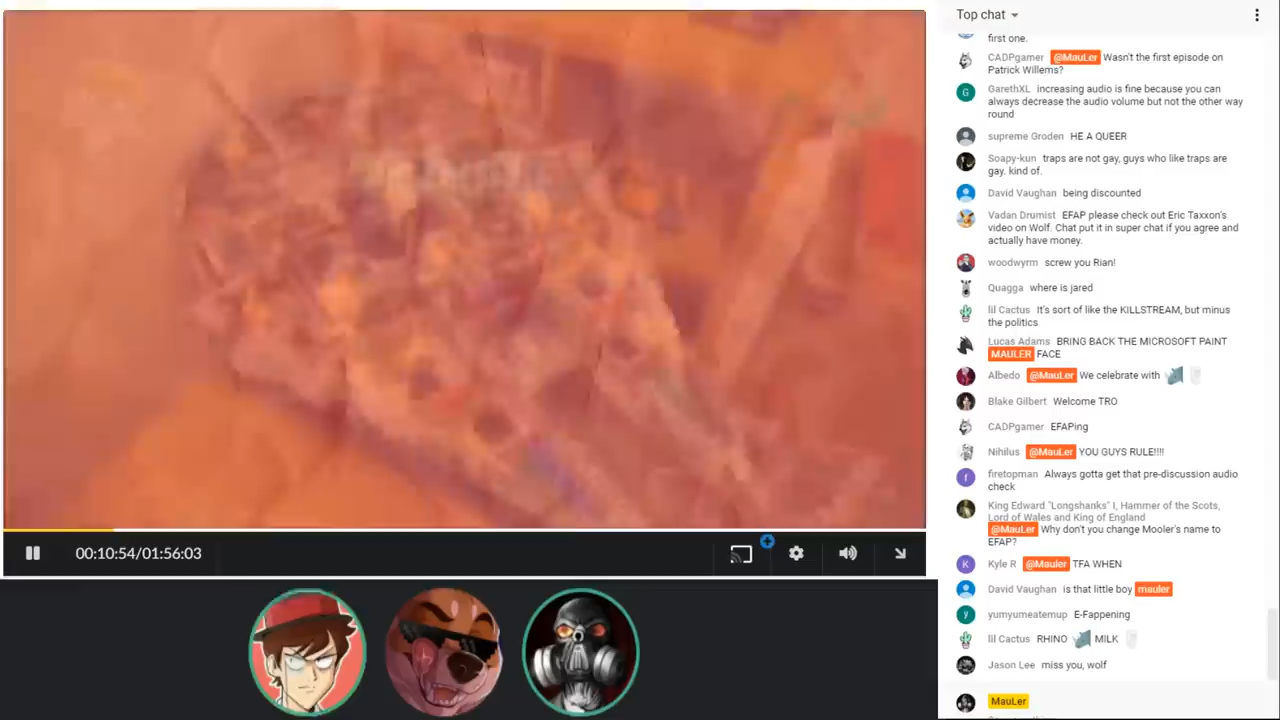 Top chat
first one.
CADPgamer @MauLer Wasn't the first episode on
Patrick Willems?
G GarethXL increasing audio is fine because you can
always decrease the audio volume but not the other way
round
supreme Groden HE A QUEER
Soapy-kun traps are not gay, guys who like traps are
gay. kind of.
David Vaughan being discounted
Vadan Drumist EFAP please check out Eric Taxxon's
video on Wolf. Chat put it in super chat if you agree and
actually have money.
woodwyrm screw you Rian!
Quagga where is jared
lil Cactus It's sort of like the KILLSTREAM, but minus
the politics
Lucas Adams BRING BACK THE MICROSOFT PAINT
MAULER FACE
Albedo @MauLer We celebrate with
Blake Gilbert Welcome TRO
CADPgamer EFAPing
Nihilus @MauLer YOU GUYS RULE!!!!
f firetopman Always gotta get that pre-discussion audio
check
King Edward "Longshanks" I, Hammer of the Scots,
Lord of Wales and King of England
@MauLer Why don't you change Mooler's name to
EFAP?
K Kyle R @Mauler TFA WHEN
David Vaughan is that little boy mauler
y yumyumeatemup E-Fappening
lil Cactus RHINO MILK
Jason Lee miss you, wolf
MauLer
00:10:54/01:56:03